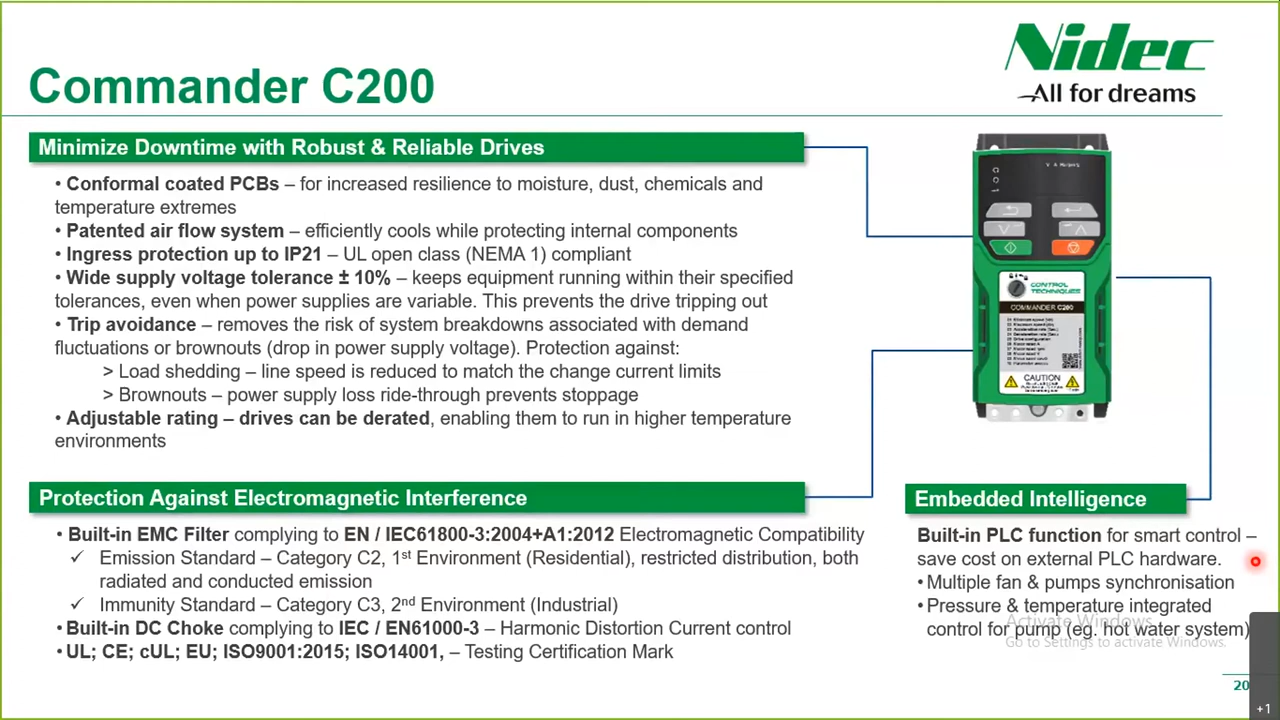 Nidec
All for dreams
Commander C200
Minimize Downtime with Robust & Reliable Drives
• Conformal coated PCBs – for increased resilience to moisture, dust, chemicals and
temperature extremes
• Patented air flow system – efficiently cools while protecting internal components
• Ingress protection up to IP21 – UL open class (NEMA 1) compliant
• Wide supply voltage tolerance ± 10% – keeps equipment running within their specified
tolerances, even when power supplies are variable. This prevents the drive tripping out
• Trip avoidance – removes the risk of system breakdowns associated with demand
fluctuations or brownouts (drop in power supply voltage). Protection against:
> Load shedding – line speed is reduced to match the change current limits
> Brownouts – power supply loss ride-through prevents stoppage
• Adjustable rating – drives can be derated, enabling them to run in higher temperature
environments
CONTROL
TECHNIQUES
COMMANDER C200
CAUTION
Protection Against Electromagnetic Interference
• Built-in EMC Filter complying to EN / IEC61800-3:2004+A1:2012 Electromagnetic Compatibility
✓ Emission Standard – Category C2, 1st Environment (Residential), restricted distribution, both
radiated and conducted emission
✓ Immunity Standard – Category C3, 2nd Environment (Industrial)
• Built-in DC Choke complying to IEC / EN61000-3 – Harmonic Distortion Current control
• UL; CE; cUL; EU; ISO9001:2015; ISO14001, – Testing Certification Mark
Embedded Intelligence
Built-in PLC function for smart control –
save cost on external PLC hardware.
• Multiple fan & pumps synchronisation
• Pressure & temperature integrated
control for pump (eg. hot water system)
Activate Windows
Go to Settings to activate Windows.
20
+1